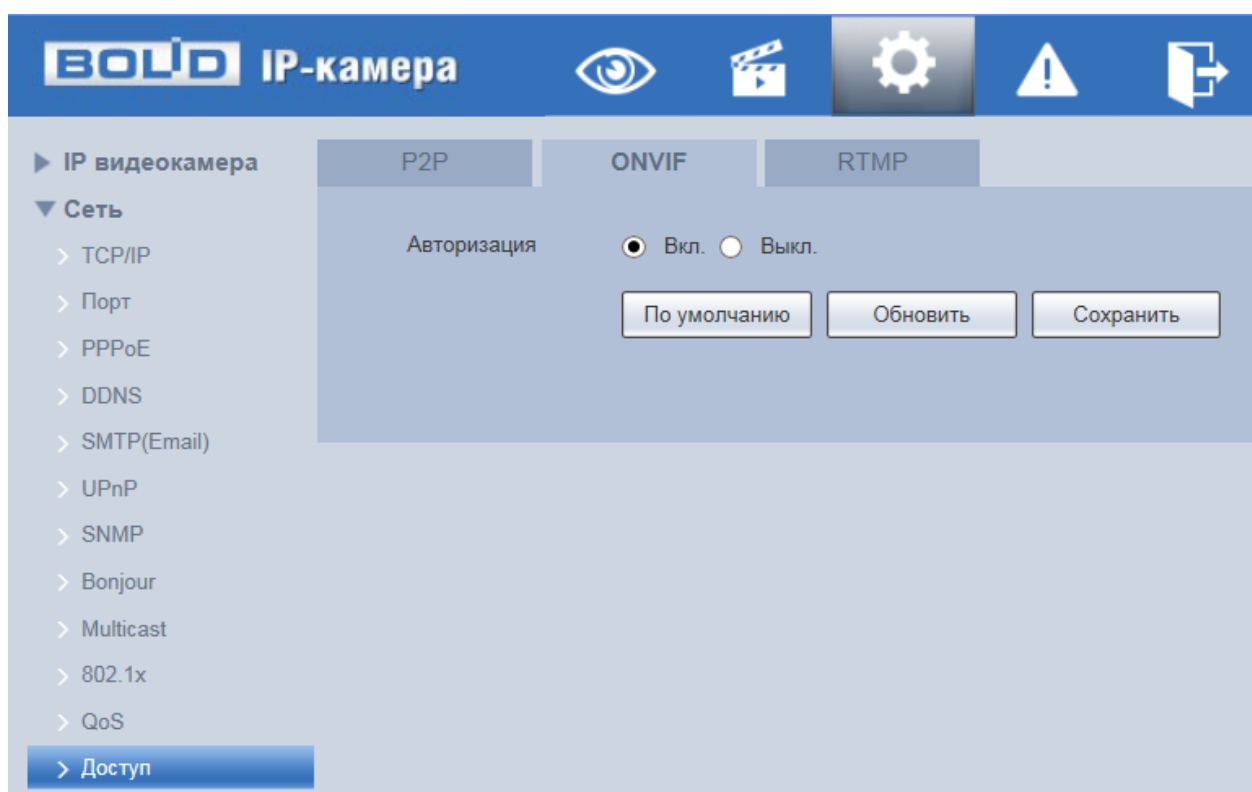 BOLID IP-камера
IP видеокамера
Сеть
TCP/IP
Порт
PPPoE
DDNS
SMTP(Email)
UPnP
SNMP
Bonjour
Multicast
802.1x
QoS
Доступ
P2P ONVIF RTMP
Авторизация Вкл. Выкл.
По умолчанию Обновить Сохранить